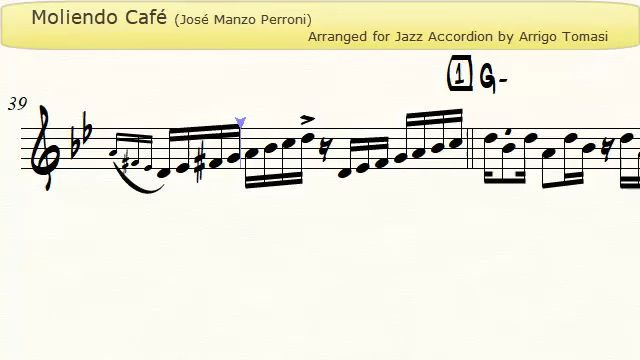 Moliendo Café (José Manzo Perroni)
Arranged for Jazz Accordion by Arrigo Tomasi
1 G-
39